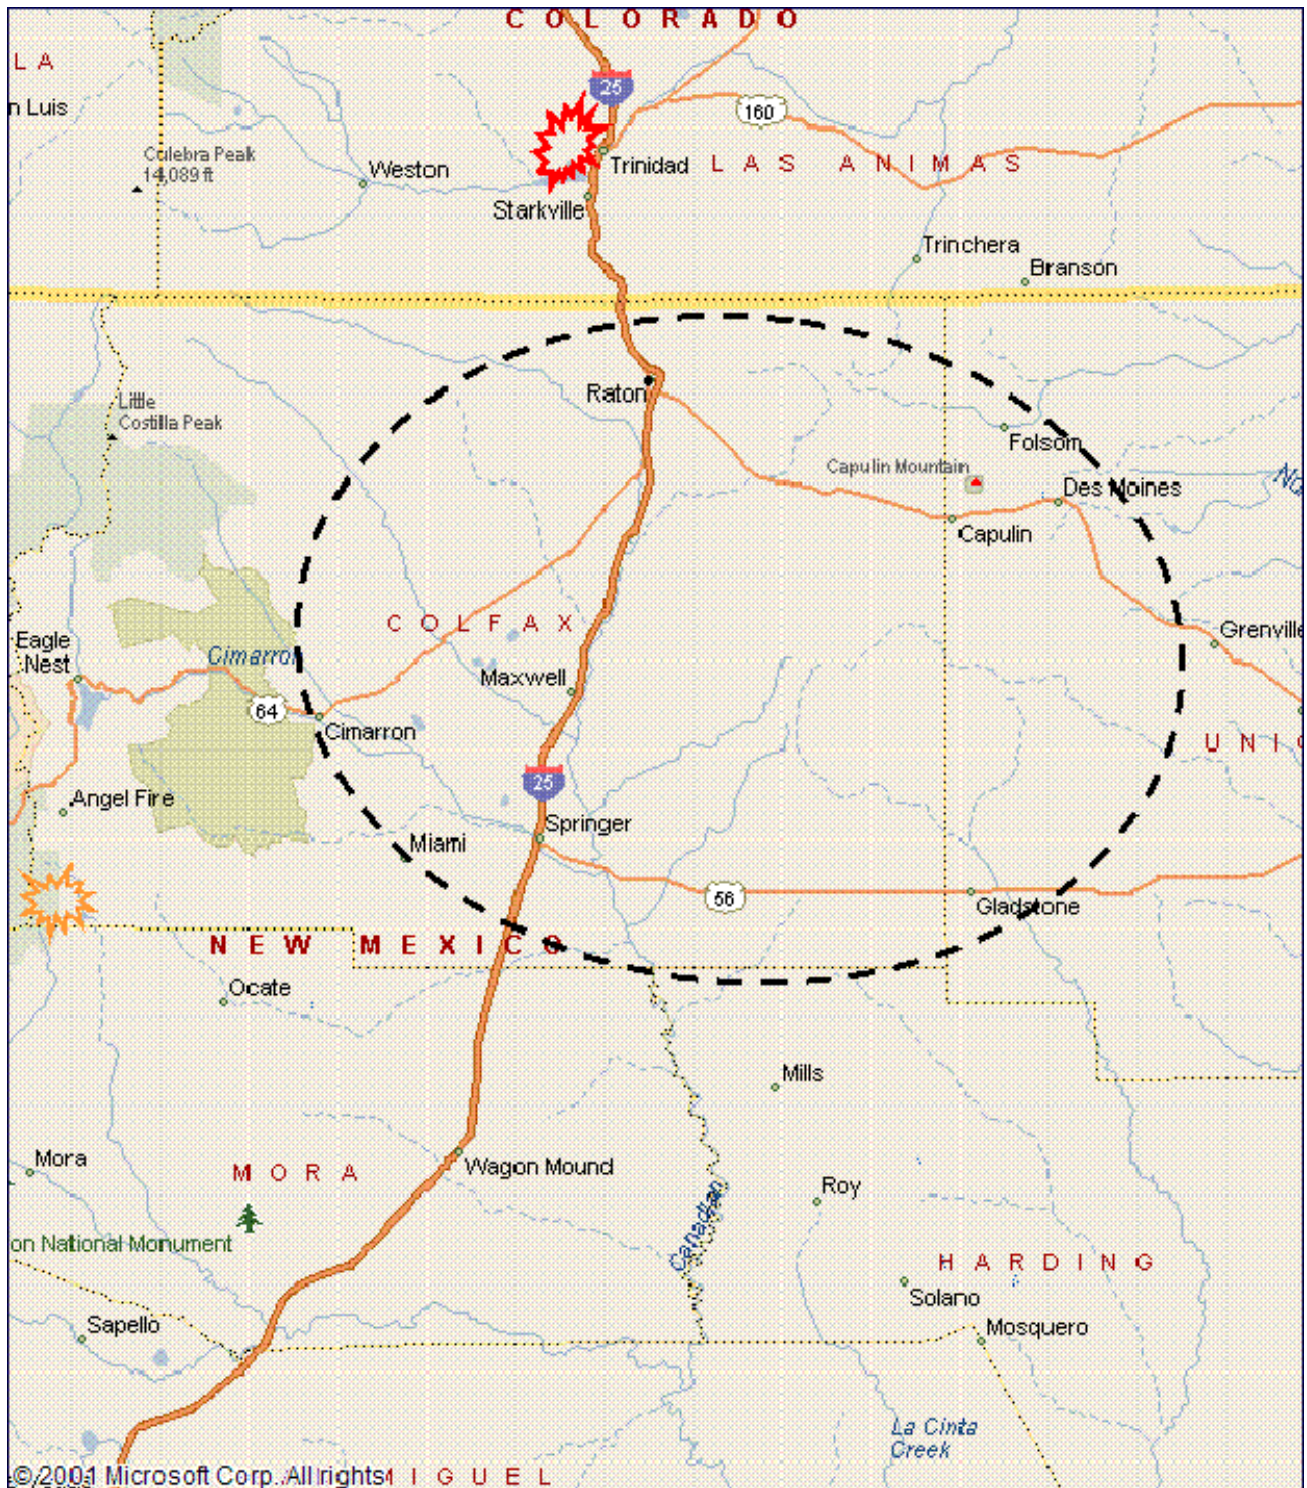 COLORADO
LA
25
n Luis
160
Culebra Peak
14,089 ft
Weston
Trinidad
LAS ANIMAS
Starkville
Trinchera
Branson
Raton
Little
Costilla Peak
Folsom
Capulin Mountain
Des Moines
No
Capulin
COLFAX
Eagle
Nest
Cimarron
Grenville
Maxwell
64
Cimarron
UNIO
25
Angel Fire
Springer
Miami
56
Gladstone
NEW MEXICO
Ocate
Mills
Mora
MORA
Wagon Mound
Roy
Canadian
on National Monument
HARDING
Solano
Sapello
Mosquero
La Cinta
Creek
©2001 Microsoft Corp. All rights
IGUEL